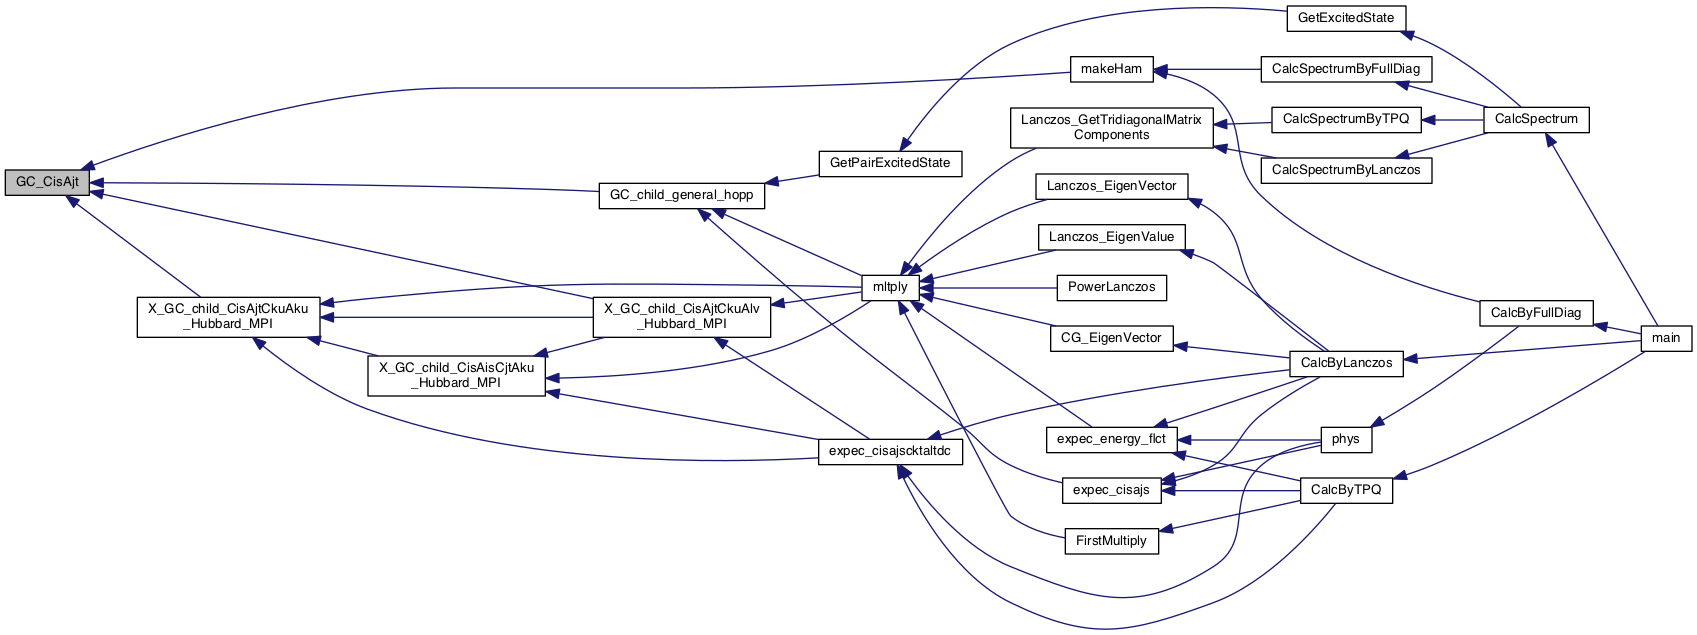 GetExcitedState
makeHam
CalcSpectrumByFullDiag
Lanczos_GetTridiagonalMatrix
Components
CalcSpectrumByTPQ
CalcSpectrum
GetPairExcitedState
CalcSpectrumByLanczos
GC_CisAjt
GC_child_general_hopp
Lanczos_EigenVector
Lanczos_EigenValue
mltply
PowerLanczos
X_GC_child_CisAjtCkuAku
_Hubbard_MPI
X_GC_child_CisAjtCkuAlv
_Hubbard_MPI
CalcByFullDiag
main
CG_EigenVector
X_GC_child_CisAisCjtAku
_Hubbard_MPI
CalcByLanczos
expec_cisajscktaltdc
expec_energy_flct
phys
expec_cisajs
CalcByTPQ
FirstMultiply